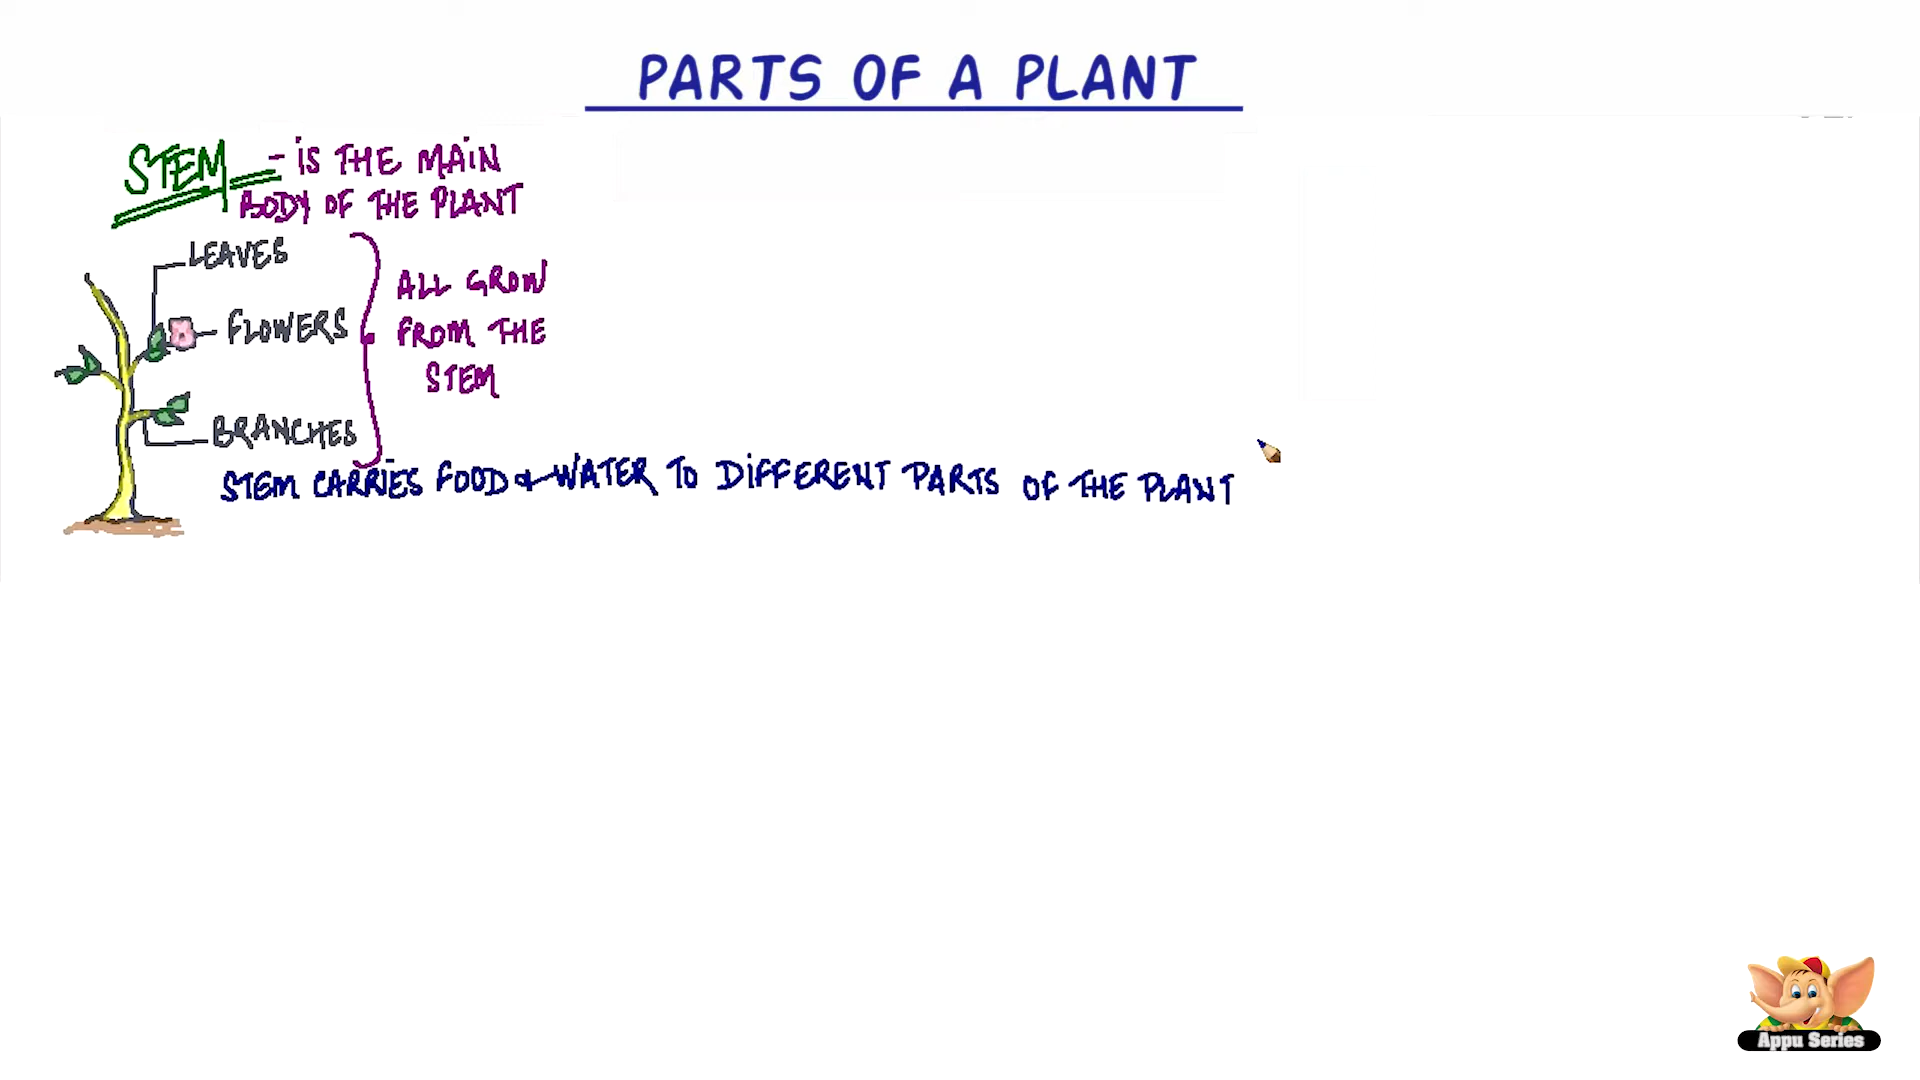 PARTS OF A PLANT
STEM - IS THE MAIN
BODY OF THE PLANT
LEAVES
FLOWERS
BRANCHES
ALL GROW
FROM THE
STEM
STEM CARRIES FOOD & WATER TO DIFFERENT PARTS OF THE PLANT
Appu Series